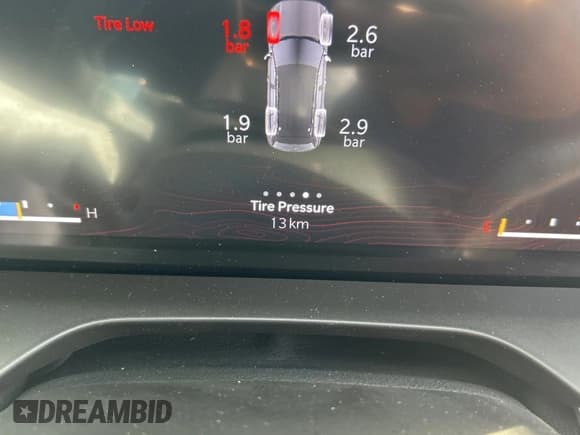 Tire Low
1.8
bar
2.6
bar
1.9
bar
2.9
bar
Tire Pressure
13 km
H
E
DREAMBID